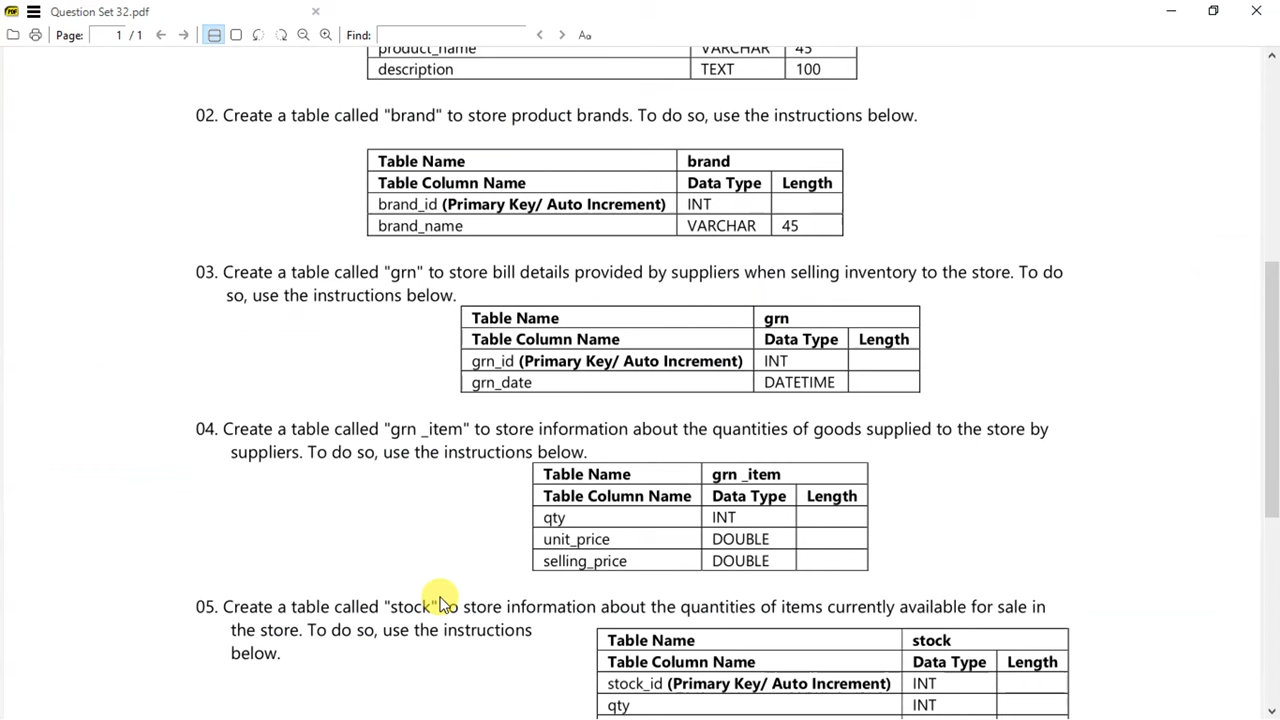 Question Set 32.pdf
Page: 1 / 1 Find: Aa
product_name VARCHAR 45
description TEXT 100
02. Create a table called "brand" to store product brands. To do so, use the instructions below.
Table Name brand
Table Column Name Data Type Length
brand_id (Primary Key/ Auto Increment) INT
brand_name VARCHAR 45
03. Create a table called "grn" to store bill details provided by suppliers when selling inventory to the store. To do
so, use the instructions below.
Table Name grn
Table Column Name Data Type Length
grn_id (Primary Key/ Auto Increment) INT
grn_date DATETIME
04. Create a table called "grn _item" to store information about the quantities of goods supplied to the store by
suppliers. To do so, use the instructions below.
Table Name grn _item
Table Column Name Data Type Length
qty INT
unit_price DOUBLE
selling_price DOUBLE
05. Create a table called "stock" to store information about the quantities of items currently available for sale in
the store. To do so, use the instructions
below.
Table Name stock
Table Column Name Data Type Length
stock_id (Primary Key/ Auto Increment) INT
qty INT